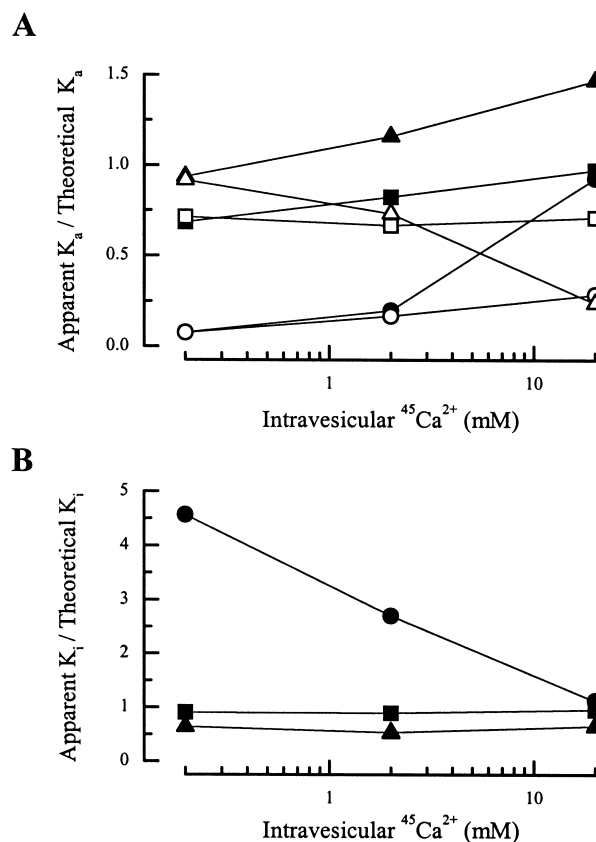 A
Apparent Kₐ / Theoretical Kₐ
1.5
1.0
0.5
0.0
1
10
Intravesicular ⁴⁵Ca²⁺ (mM)
B
Apparent Kᵢ / Theoretical Kᵢ
5
4
3
2
1
0
1
10
Intravesicular ⁴⁵Ca²⁺ (mM)